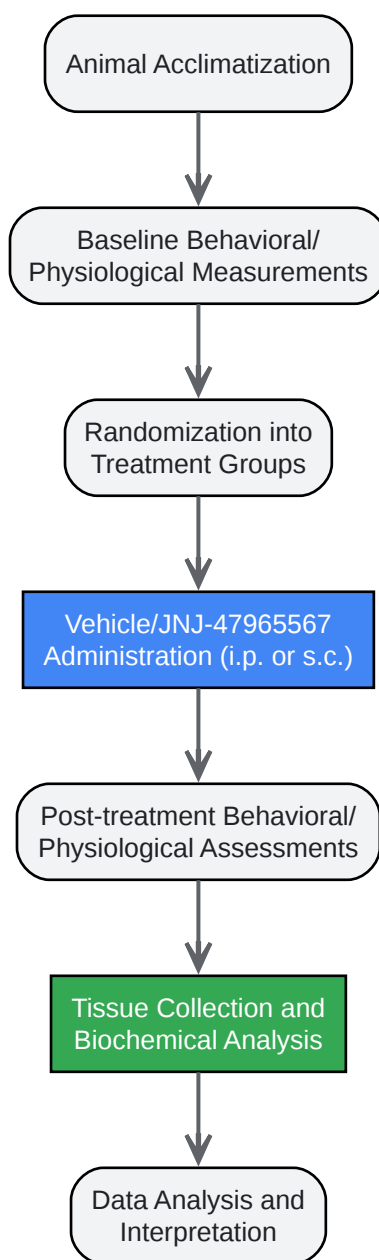 Animal Acclimatization
Baseline Behavioral/
Physiological Measurements
Randomization into
Treatment Groups
Vehicle/JNJ-47965567
Administration (i.p. or s.c.)
Post-treatment Behavioral/
Physiological Assessments
Tissue Collection and
Biochemical Analysis
Data Analysis and
Interpretation